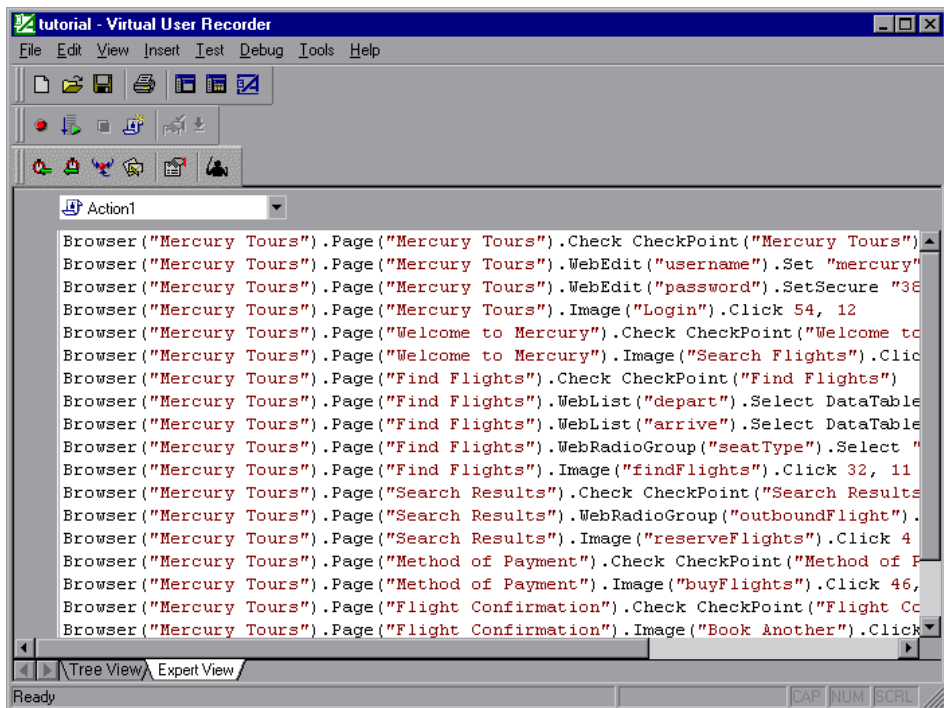 tutorial - Virtual User Recorder
File Edit View Insert Test Debug Tools Help
Action1
Browser("Mercury Tours").Page("Mercury Tours").Check CheckPoint("Mercury Tours")
Browser("Mercury Tours").Page("Mercury Tours").WebEdit("username").Set "mercury"
Browser("Mercury Tours").Page("Mercury Tours").WebEdit("password").SetSecure "38
Browser("Mercury Tours").Page("Mercury Tours").Image("Login").Click 54, 12
Browser("Mercury Tours").Page("Welcome to Mercury").Check CheckPoint("Welcome to
Browser("Mercury Tours").Page("Welcome to Mercury").Image("Search Flights").Clic
Browser("Mercury Tours").Page("Find Flights").Check CheckPoint("Find Flights")
Browser("Mercury Tours").Page("Find Flights").WebList("depart").Select DataTable
Browser("Mercury Tours").Page("Find Flights").WebList("arrive").Select DataTable
Browser("Mercury Tours").Page("Find Flights").WebRadioGroup("seatType").Select "
Browser("Mercury Tours").Page("Find Flights").Image("findFlights").Click 32, 11
Browser("Mercury Tours").Page("Search Results").Check CheckPoint("Search Results
Browser("Mercury Tours").Page("Search Results").WebRadioGroup("outboundFlight").
Browser("Mercury Tours").Page("Search Results").Image("reserveFlights").Click 4
Browser("Mercury Tours").Page("Method of Payment").Check CheckPoint("Method of P
Browser("Mercury Tours").Page("Method of Payment").Image("buyFlights").Click 46,
Browser("Mercury Tours").Page("Flight Confirmation").Check CheckPoint("Flight Co
Browser("Mercury Tours").Page("Flight Confirmation").Image("Book Another").Click
Tree View Expert View
Ready CAP NUM SCRL